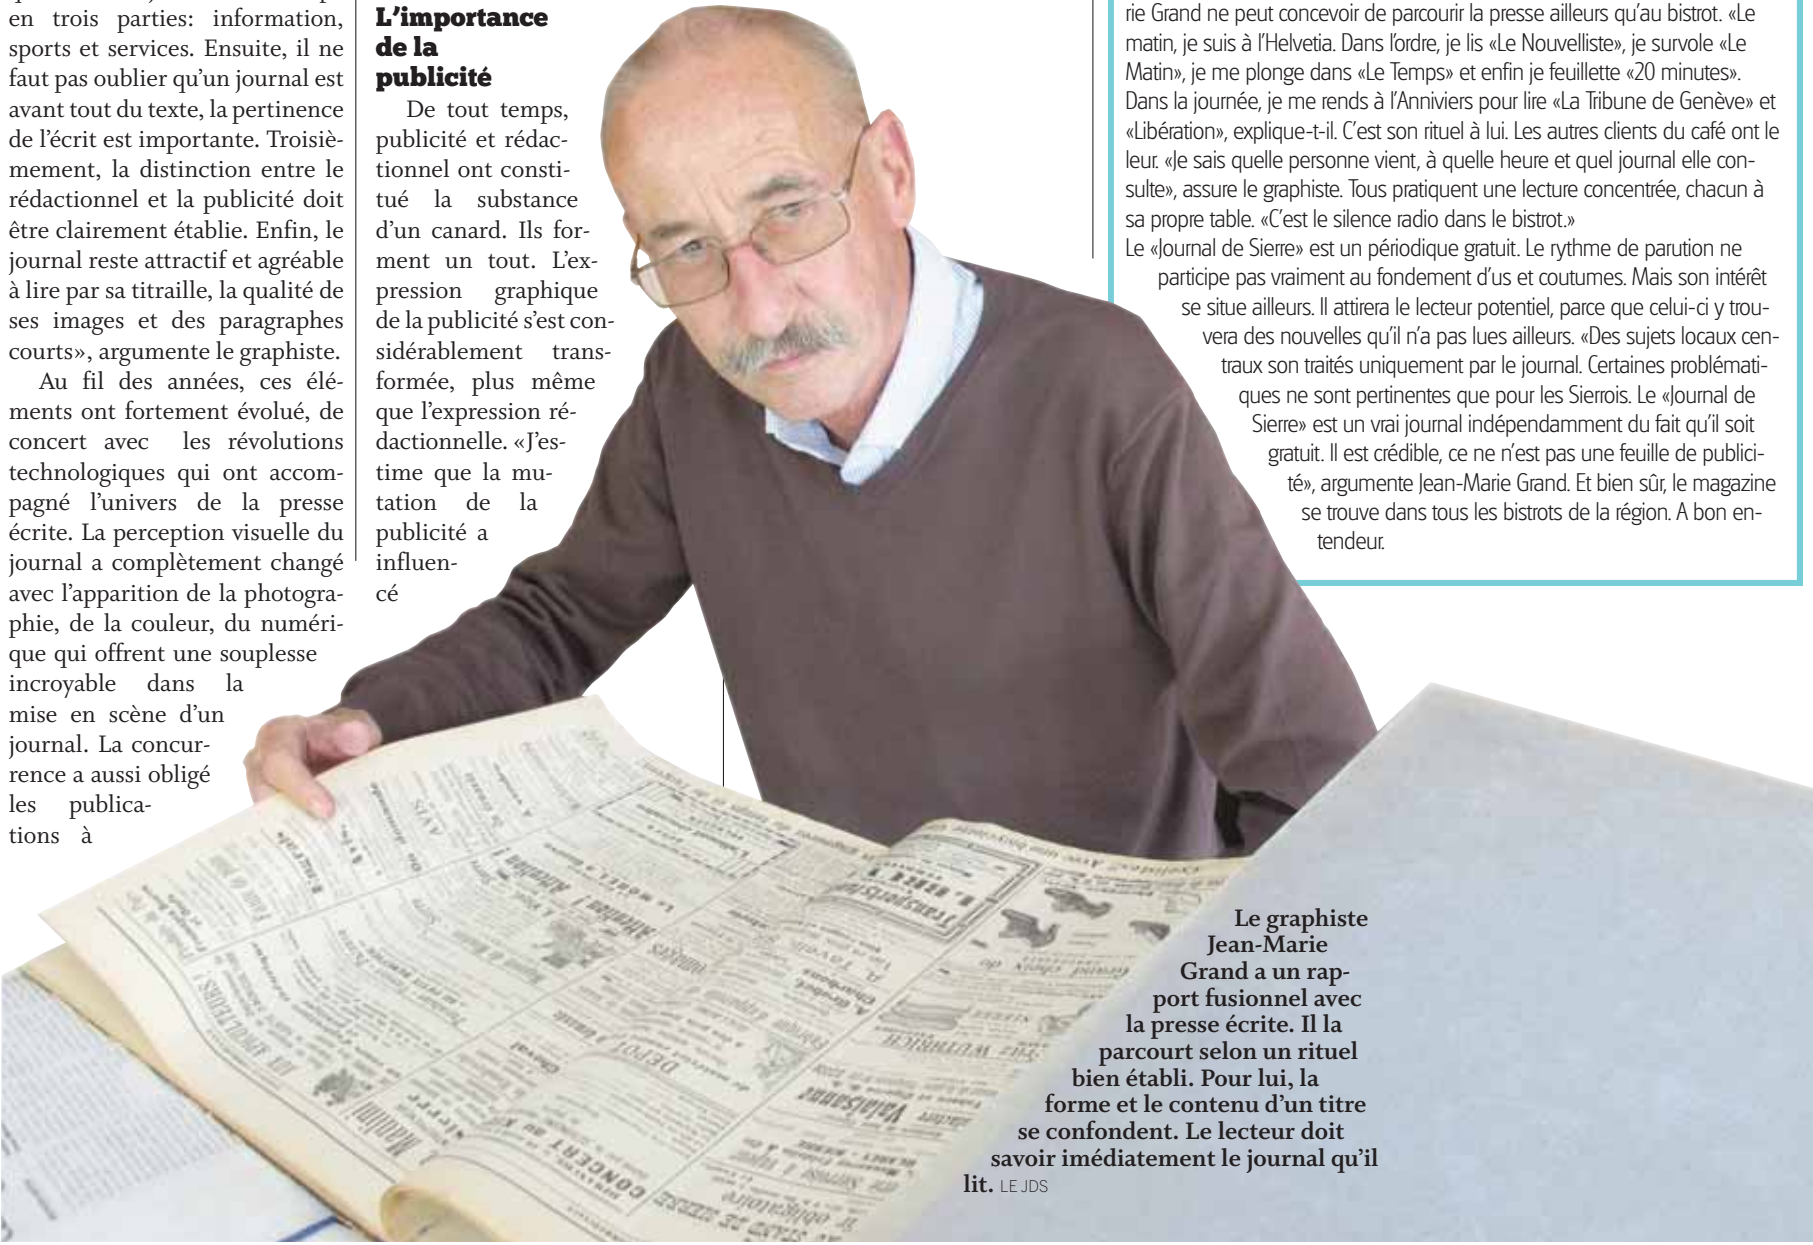 en trois parties: information,
sports et services. Ensuite, il ne
faut pas oublier qu'un journal est
avant tout du texte, la pertinence
de l'écrit est importante. Troisiè-
mement, la distinction entre le
rédactionnel et la publicité doit
être clairement établie. Enfin, le
journal reste attractif et agréable
à lire par sa titraille, la qualité de
ses images et des paragraphes
courts», argumente le graphiste.
Au fil des années, ces élé-
ments ont fortement évolué, de
concert avec les révolutions
technologiques qui ont accom-
pagné l'univers de la presse
écrite. La perception visuelle du
journal a complètement changé
avec l'apparition de la photogra-
phie, de la couleur, du numéri-
que qui offrent une souplesse
incroyable dans la
mise en scène d'un
journal. La concur-
rence a aussi obligé
les publica-
tions à
L'importance
de la
publicité
De tout temps,
publicité et rédac-
tionnel ont consti-
tué la substance
d'un canard. Ils for-
ment un tout. L'ex-
pression graphique
de la publicité s'est con-
sidérablement trans-
formée, plus même
que l'expression ré-
dactionnelle. «J'es-
time que la mu-
tation de la
publicité a
influen-
cé
rie Grand ne peut concevoir de parcourir la presse ailleurs qu'au bistrot. «Le
matin, je suis à l'Helvetia. Dans l'ordre, je lis «Le Nouvelliste», je survole «Le
Matin», je me plonge dans «Le Temps» et enfin je feuillette «20 minutes».
Dans la journée, je me rends à l'Anniviers pour lire «La Tribune de Genève» et
«Libération», explique-t-il. C'est son rituel à lui. Les autres clients du café ont le
leur. «Je sais quelle personne vient, à quelle heure et quel journal elle con-
sulte», assure le graphiste. Tous pratiquent une lecture concentrée, chacun à
sa propre table. «C'est le silence radio dans le bistrot.»
Le «Journal de Sierre» est un périodique gratuit. Le rythme de parution ne
participe pas vraiment au fondement d'us et coutumes. Mais son intérêt
se situe ailleurs. Il attirera le lecteur potentiel, parce que celui-ci y trou-
vera des nouvelles qu'il n'a pas lues ailleurs. «Des sujets locaux cen-
traux son traités uniquement par le journal. Certaines problémati-
ques ne sont pertinentes que pour les Sierrois. Le «Journal de
Sierre» est un vrai journal indépendamment du fait qu'il soit
gratuit. Il est crédible, ce ne n'est pas une feuille de publici-
té», argumente Jean-Marie Grand. Et bien sûr, le magazine
se trouve dans tous les bistrots de la région. A bon en-
tendeur.
Le graphiste
Jean-Marie
Grand a un rap-
port fusionnel avec
la presse écrite. Il la
parcourt selon un rituel
bien établi. Pour lui, la
forme et le contenu d'un titre
se confondent. Le lecteur doit
savoir imédiatement le journal qu'il
lit. LE JDS